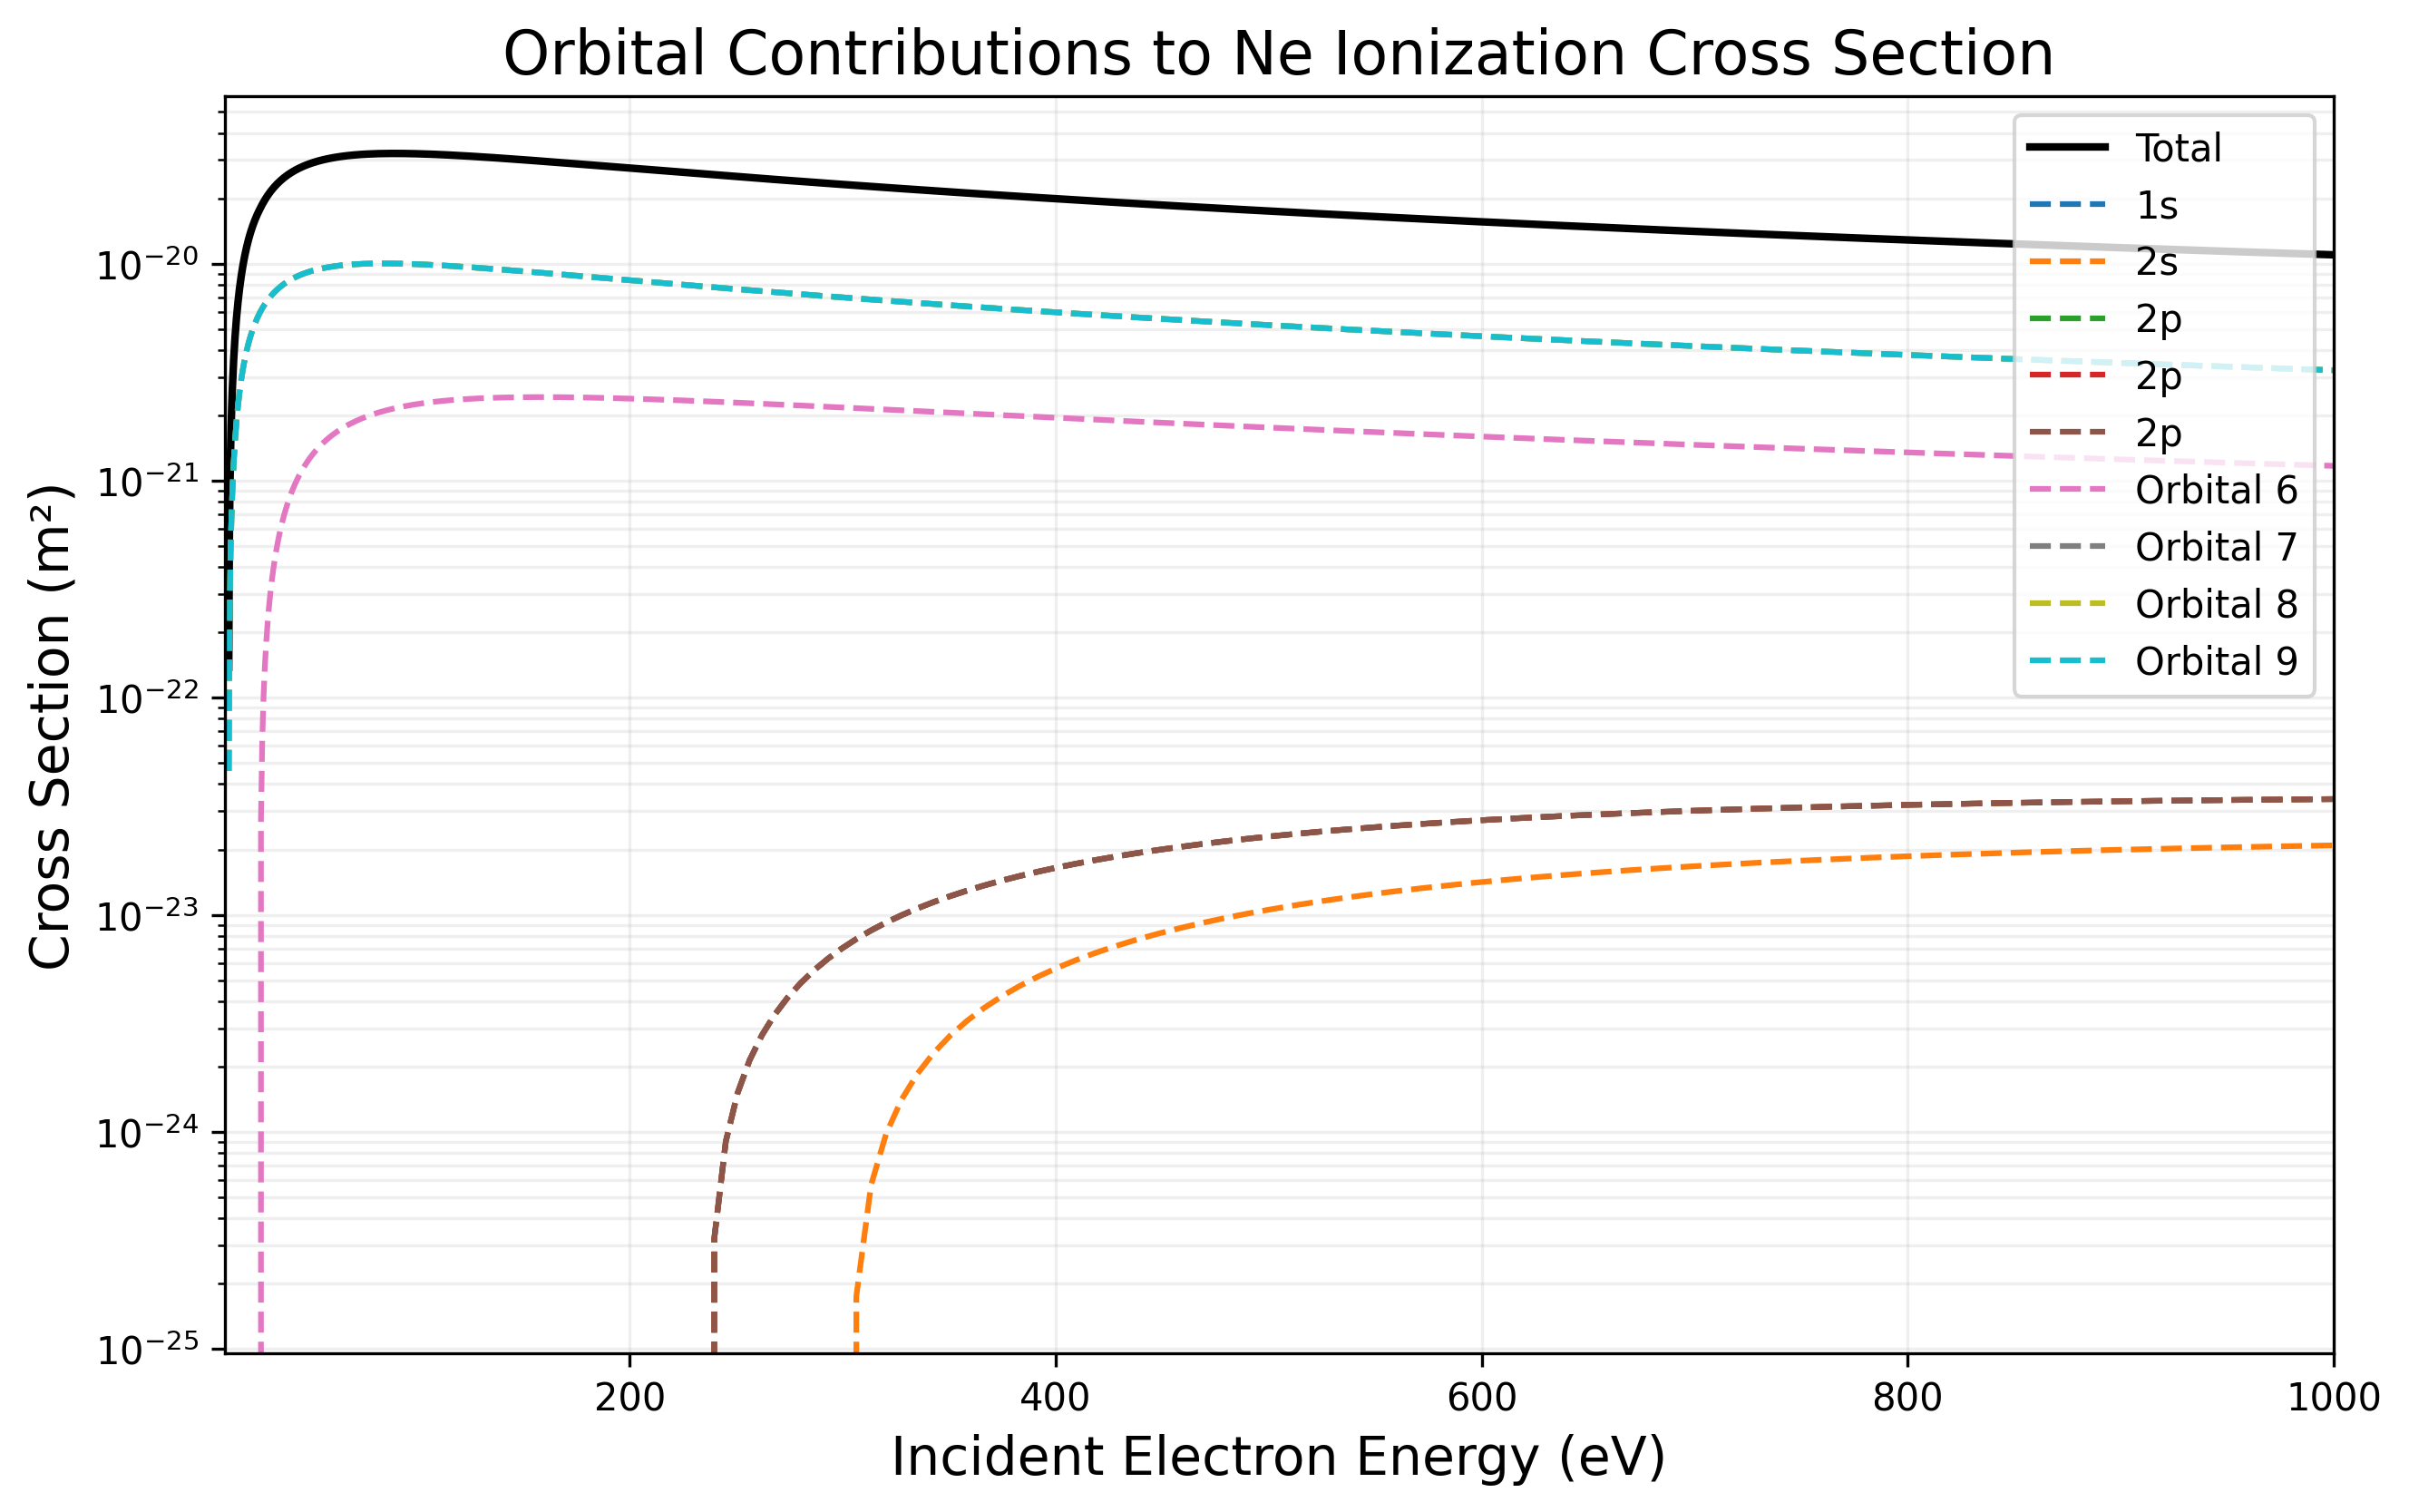 Orbital Contributions to Ne Ionization Cross Section
Cross Section (m²)
10⁻²⁰
10⁻²¹
10⁻²²
10⁻²³
10⁻²⁴
10⁻²⁵
Total
1s
2s
2p
2p
2p
Orbital 6
Orbital 7
Orbital 8
Orbital 9
200
400
600
800
1000
Incident Electron Energy (eV)